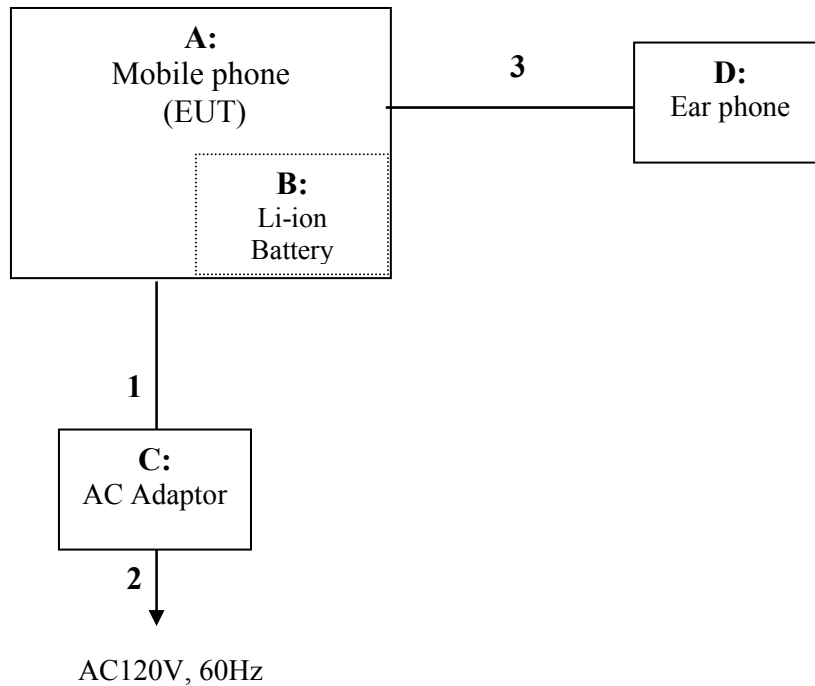 A:
Mobile phone
(EUT)
B:
Li-ion
Battery
3
D:
Ear phone
1
C:
AC Adaptor
2
AC120V, 60Hz